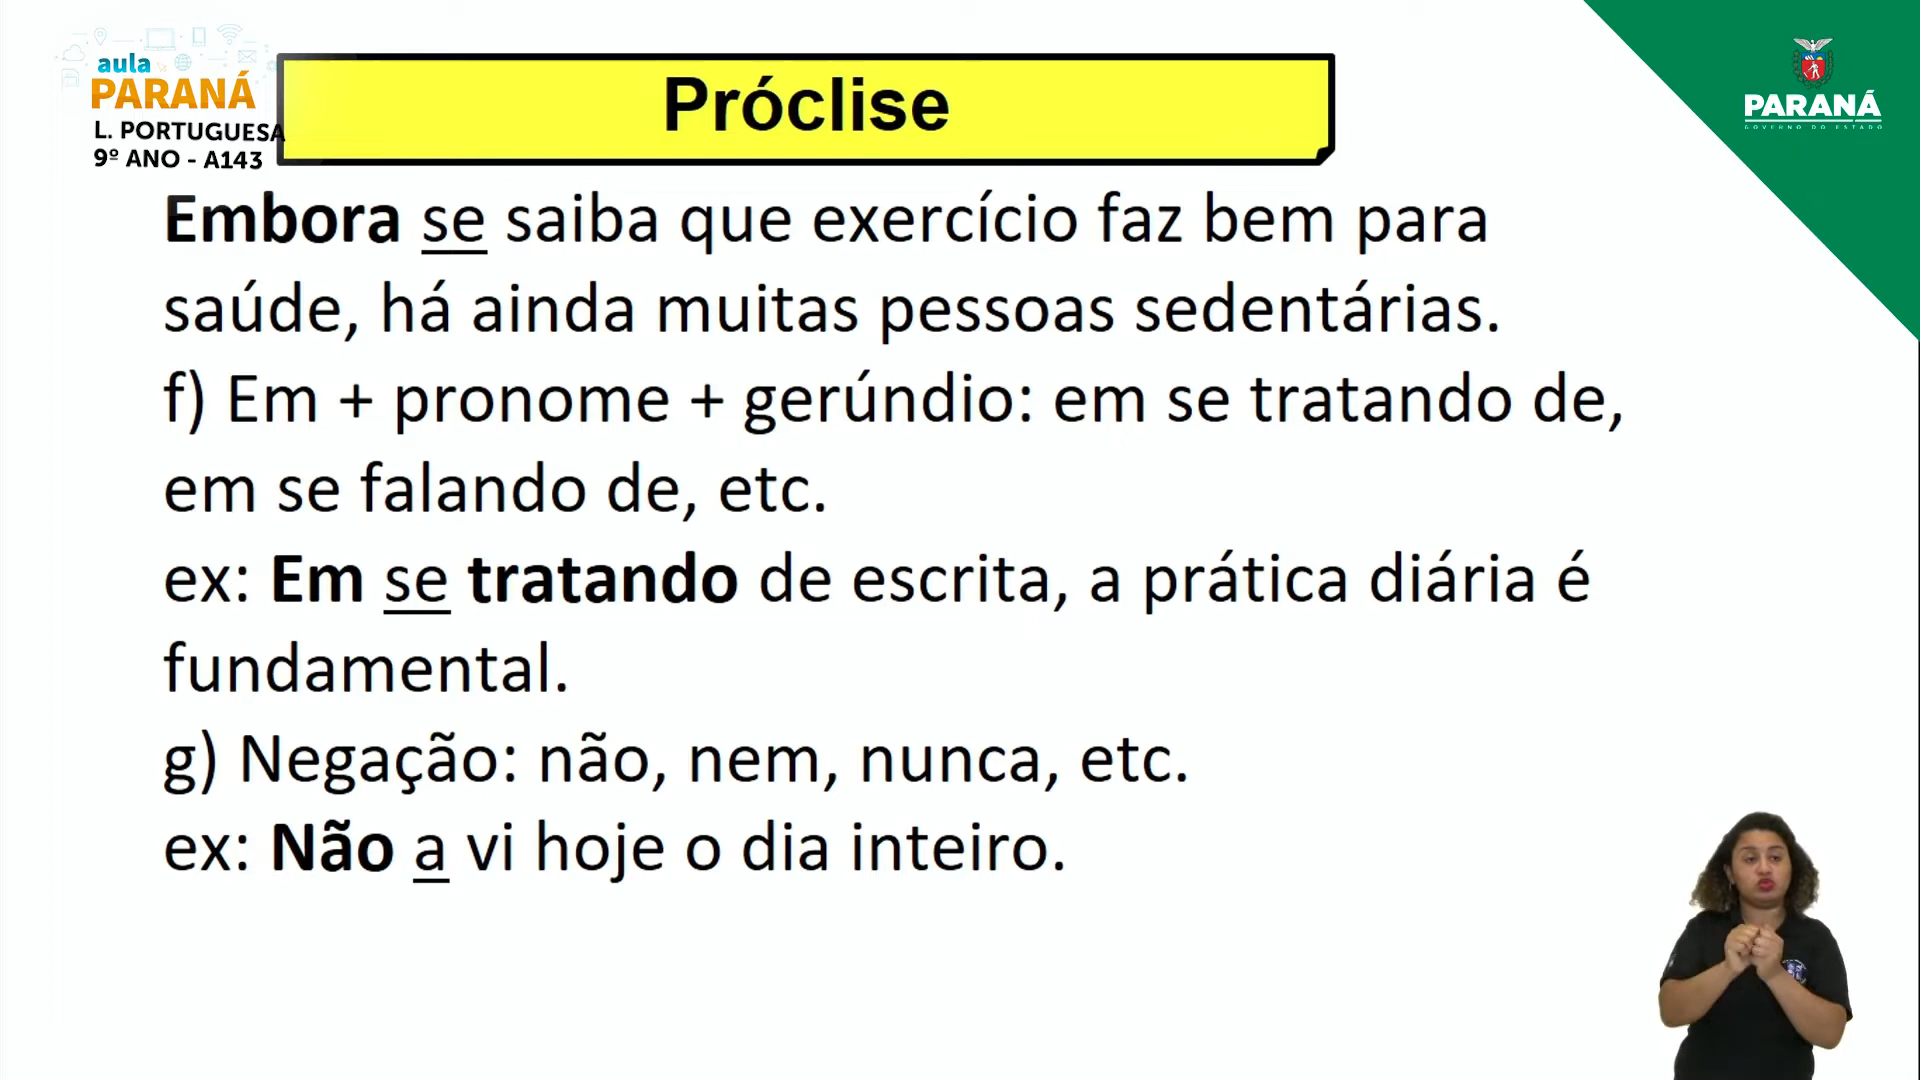 aula
PARANÁ
L. PORTUGUESA
9º ANO - A143
Próclise
PARANÁ
GOVERNO DO ESTADO
Embora se saiba que exercício faz bem para
saúde, há ainda muitas pessoas sedentárias.
f) Em + pronome + gerúndio: em se tratando de,
em se falando de, etc.
ex: Em se tratando de escrita, a prática diária é
fundamental.
g) Negação: não, nem, nunca, etc.
ex: Não a vi hoje o dia inteiro.